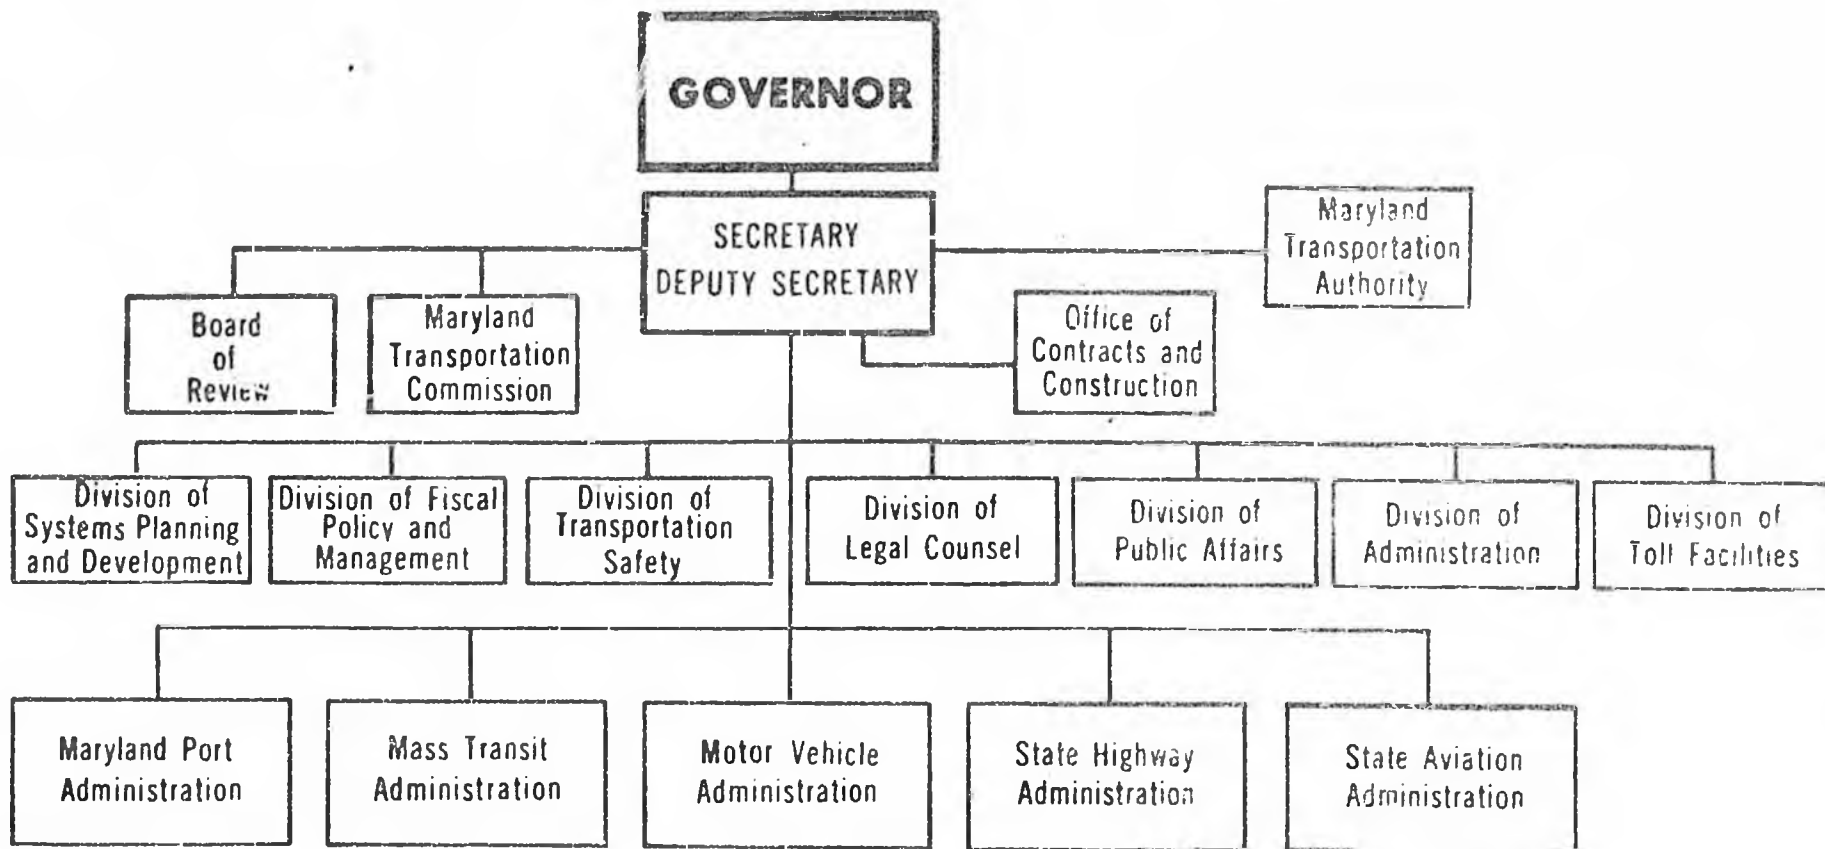 GOVERNOR
SECRETARY
DEPUTY SECRETARY
Maryland
Transportation
Authority
Board
of
Review
Maryland
Transportation
Commission
Office of
Contracts and
Construction
Division of
Systems Planning
and Development
Division of Fiscal
Policy and
Management
Division of
Transportation
Safety
Division of
Legal Counsel
Division of
Public Affairs
Division of
Administration
Division of
Toll Facilities
Maryland Port
Administration
Mass Transit
Administration
Motor Vehicle
Administration
State Highway
Administration
State Aviation
Administration